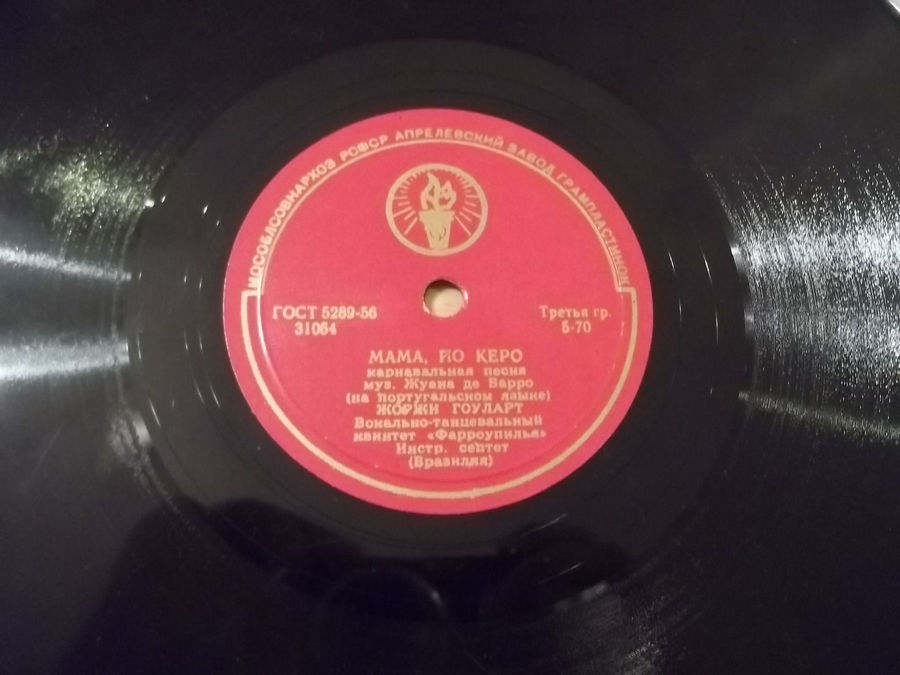 МОСОБЛСОВНАРХОЗ РСФСР АПРЕЛЕВСКИЙ ЗАВОД ГРАМПЛАСТИНОК
ГОСТ 5289-56
31064
Третья гр.
5-70
МАМА, ЙО КЕРО
карнавальная песня
муз. Жуана де Барро
(на португальском языке)
ЖОРЖИ ГОУЛАРТ
Вокально-танцевальный
квинтет «Фарроупилья»
Инстр. септет
(Бразилия)